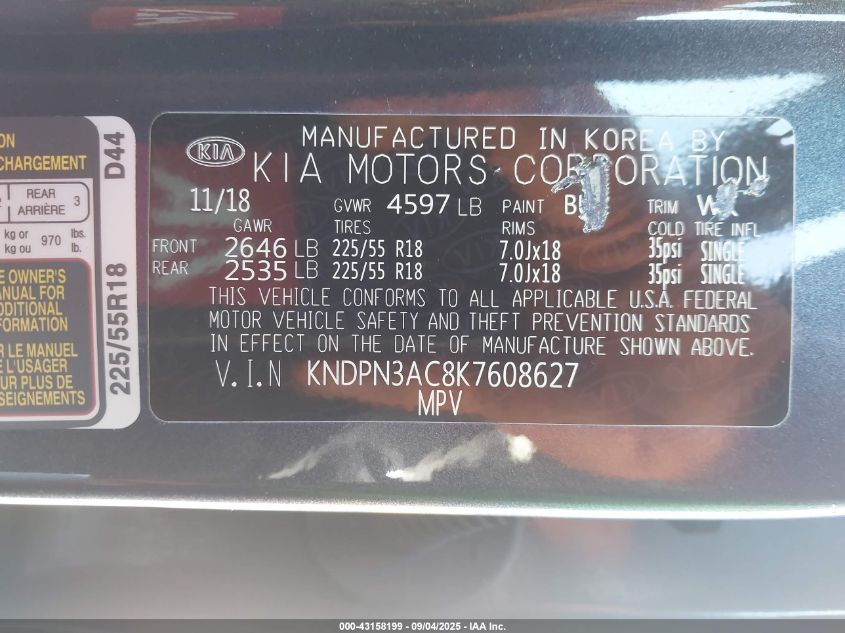 ON
CHARGEMENT
REAR
ARRIÈRE 3
kg or
kg ou 970 lbs.
lb.
E OWNER'S
ANUAL FOR
DDITIONAL
FORMATION
R LE MANUEL
L'USAGER
PLUS DE
SEIGNEMENTS
D44
225/55R18
MANUFACTURED IN KOREA BY
KIA KIA MOTORS
11/18 GVWR 4597 LB PAINT TRIM
GAWR TIRES RIMS COLD TIRE INFL
FRONT 2646 LB 225/55 R18 7.0Jx18 35psi SINGLE
REAR 2535 LB 225/55 R18 7.0Jx18 35psi SINGLE
THIS VEHICLE CONFORMS TO ALL APPLICABLE U.S.A. FEDERAL
MOTOR VEHICLE SAFETY AND THEFT PREVENTION STANDARDS
IN EFFECT ON THE DATE OF MANUFACTURE SHOWN ABOVE.
V.I.N KNDPN3AC8K7608627
MPV
000-43158199 - 09/04/2025 - IAA Inc.